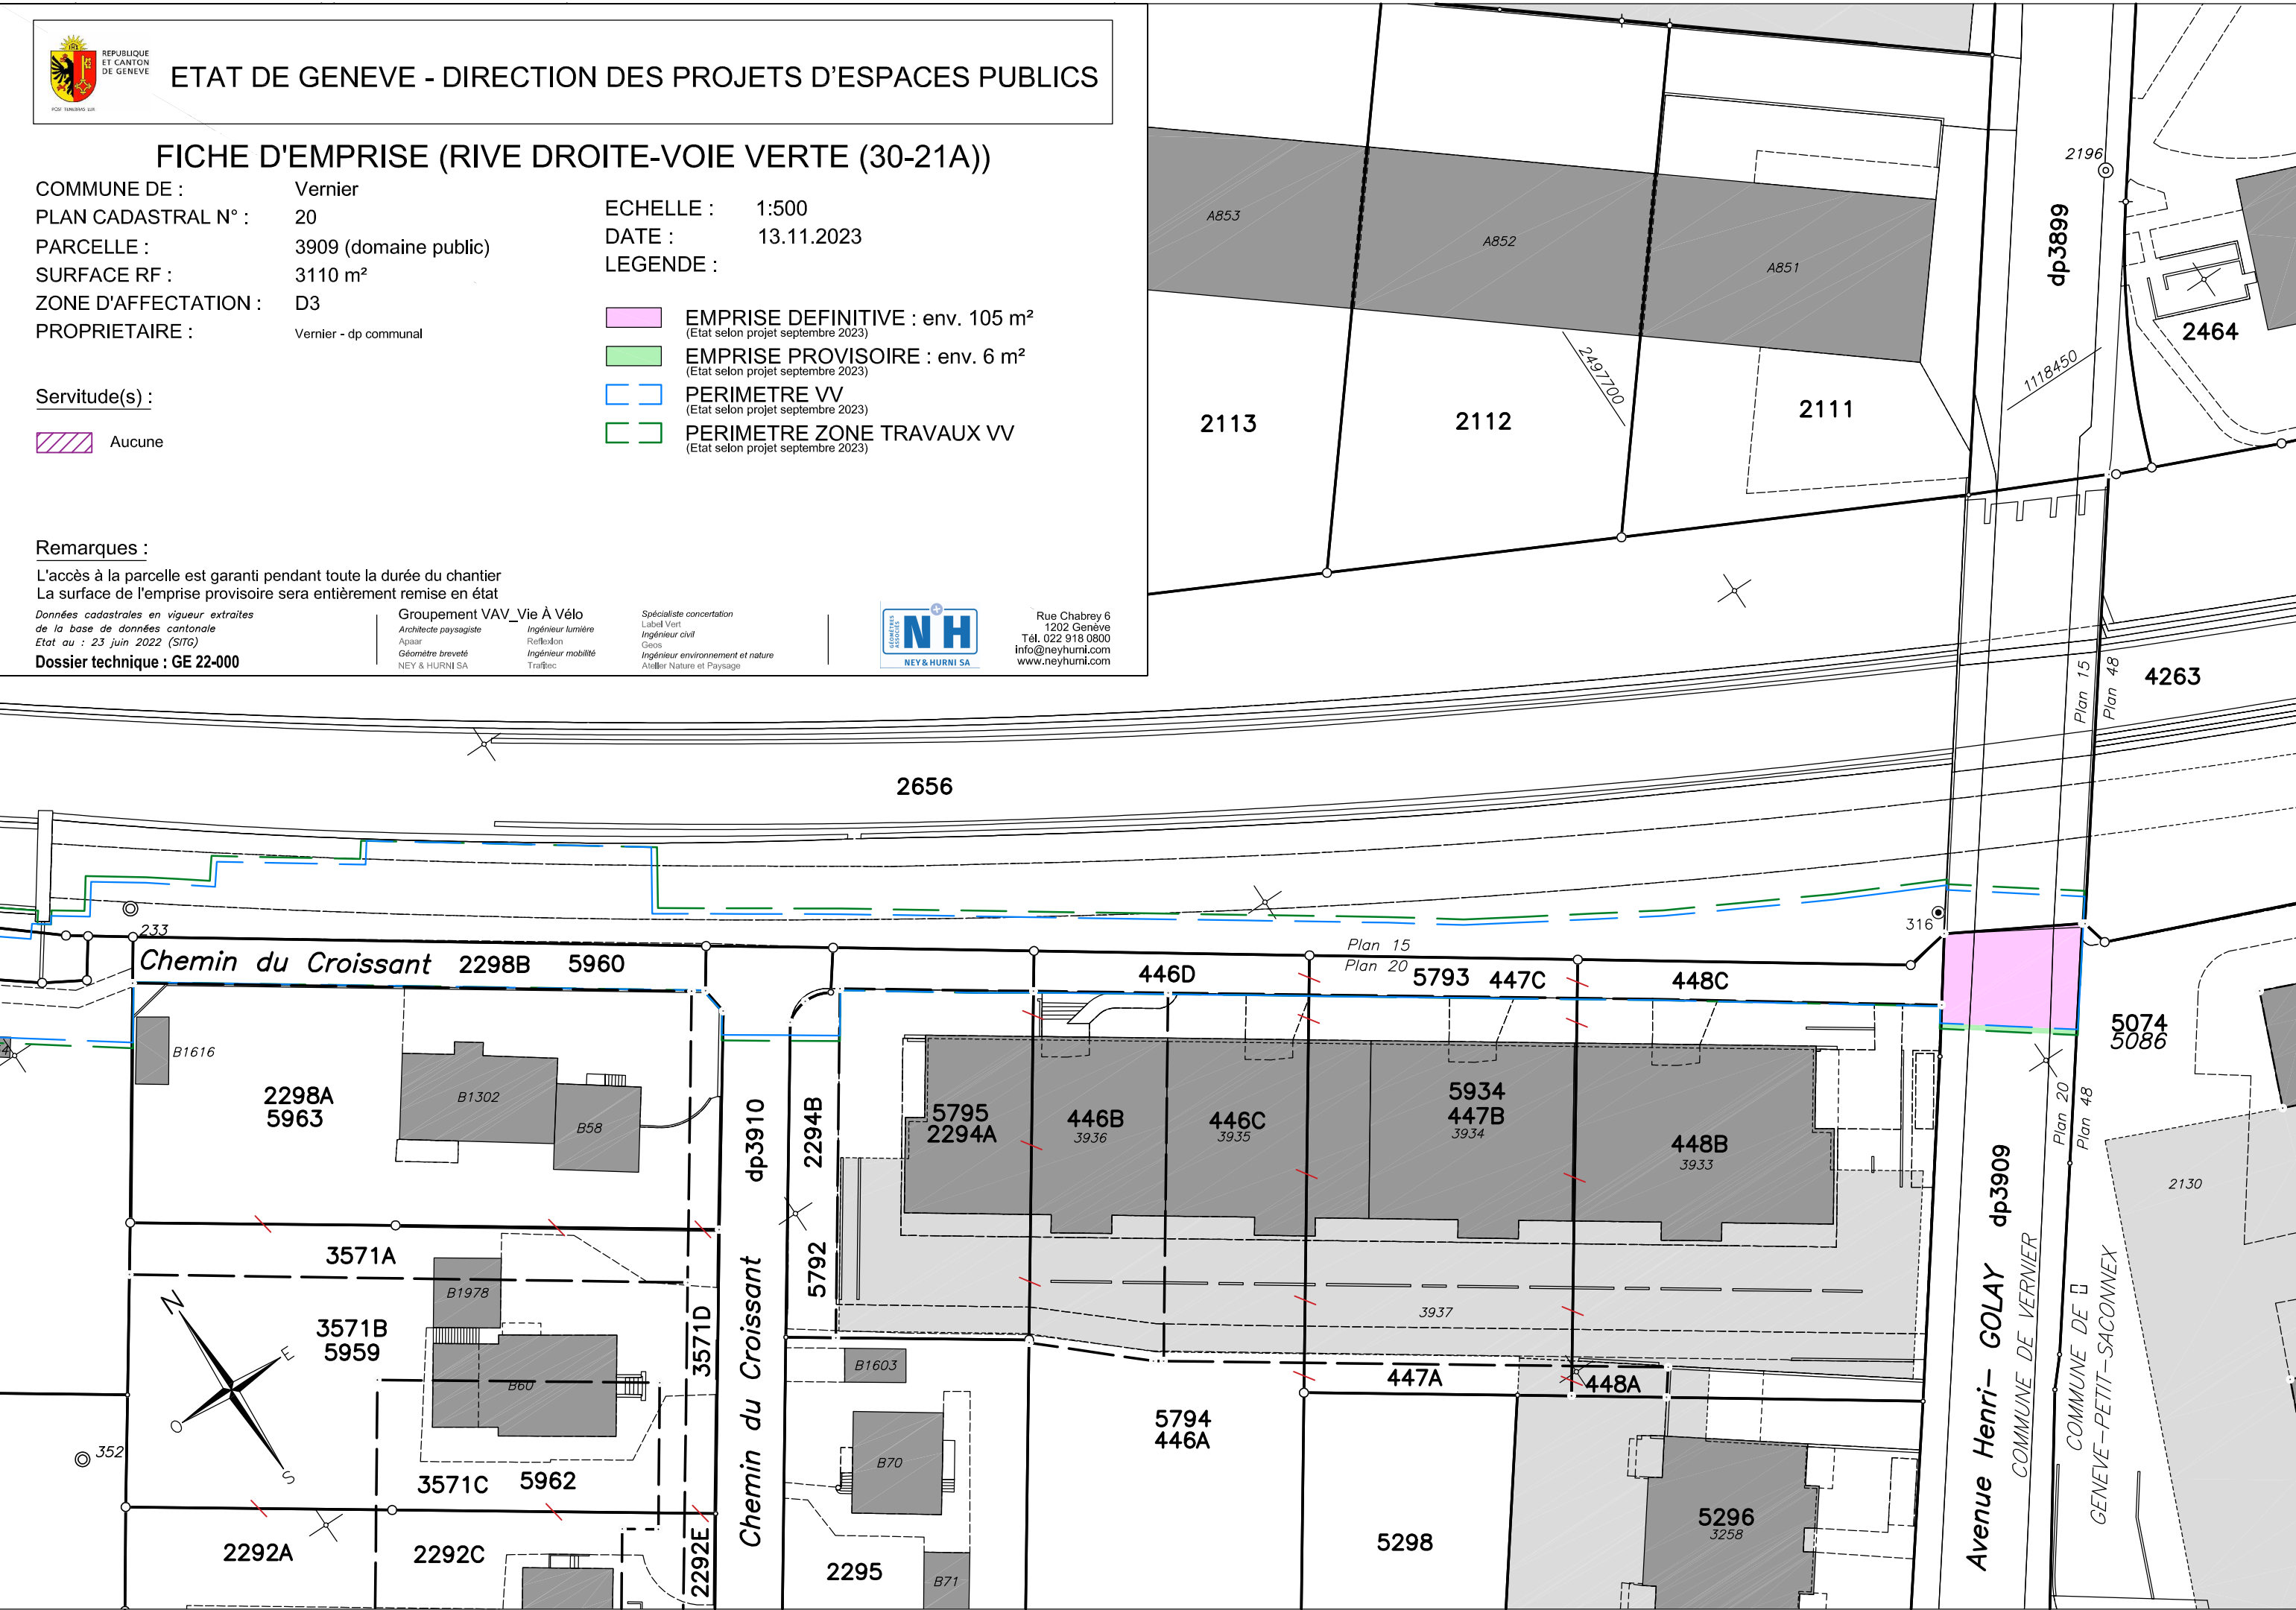 REPUBLIQUE
ET CANTON
DE GENEVE
POST TENEBRAS LUX
ETAT DE GENEVE - DIRECTION DES PROJETS D'ESPACES PUBLICS
FICHE D'EMPRISE (RIVE DROITE-VOIE VERTE (30-21A))
COMMUNE DE : Vernier
PLAN CADASTRAL N° : 20
PARCELLE : 3909 (domaine public)
SURFACE RF : 3110 m²
ZONE D'AFFECTATION : D3
PROPRIETAIRE : Vernier - dp communal
Servitude(s) :
Aucune
ECHELLE : 1:500
DATE : 13.11.2023
LEGENDE :
EMPRISE DEFINITIVE : env. 105 m²
(Etat selon projet septembre 2023)
EMPRISE PROVISOIRE : env. 6 m²
(Etat selon projet septembre 2023)
PERIMETRE VV
(Etat selon projet septembre 2023)
PERIMETRE ZONE TRAVAUX VV
(Etat selon projet septembre 2023)
Remarques :
L'accès à la parcelle est garanti pendant toute la durée du chantier
La surface de l'emprise provisoire sera entièrement remise en état
Données cadastrales en vigueur extraites
de la base de données cantonale
Etat au : 23 juin 2022 (SITG)
Dossier technique : GE 22-000
Groupement VAV_Vie À Vélo
Architecte paysagiste
Apaar
Géomètre breveté
NEY & HURNI SA
Ingénieur lumière
Reflexion
Ingénieur mobilité
Trafitec
Spécialiste concertation
Label Vert
Ingénieur civil
Geos
Ingénieur environnement et nature
Atelier Nature et Paysage
GÉOMÈTRES
ASSOCIÉS
N+H
NEY & HURNI SA
Rue Chabrey 6
1202 Genève
Tél. 022 918 0800
info@neyhurni.com
www.neyhurni.com
A853
A852
A851
2196
dp3899
2464
2497700
1118450
2113
2112
2111
Plan 15
Plan 48
4263
2656
233
316
Chemin du Croissant 2298B 5960
446D
Plan 15
Plan 20
5793 447C
448C
5074
5086
B1616
2298A
5963
B1302
B58
dp3910
2294B
5795
2294A
446B
3936
446C
3935
5934
447B
3934
448B
3933
Plan 20
Plan 48
dp3909
2130
3571A
B1978
3571B
5959
3571D
Chemin du Croissant
5792
3937
Avenue Henri- GOLAY
COMMUNE DE VERNIER
COMMUNE DE
GENEVE-PETIT-SACONNEX
N
E
O
S
B60
B1603
447A
448A
352
3571C 5962
B70
5794
446A
2292A
2292C
2292E
2295
B71
5298
5296
3258